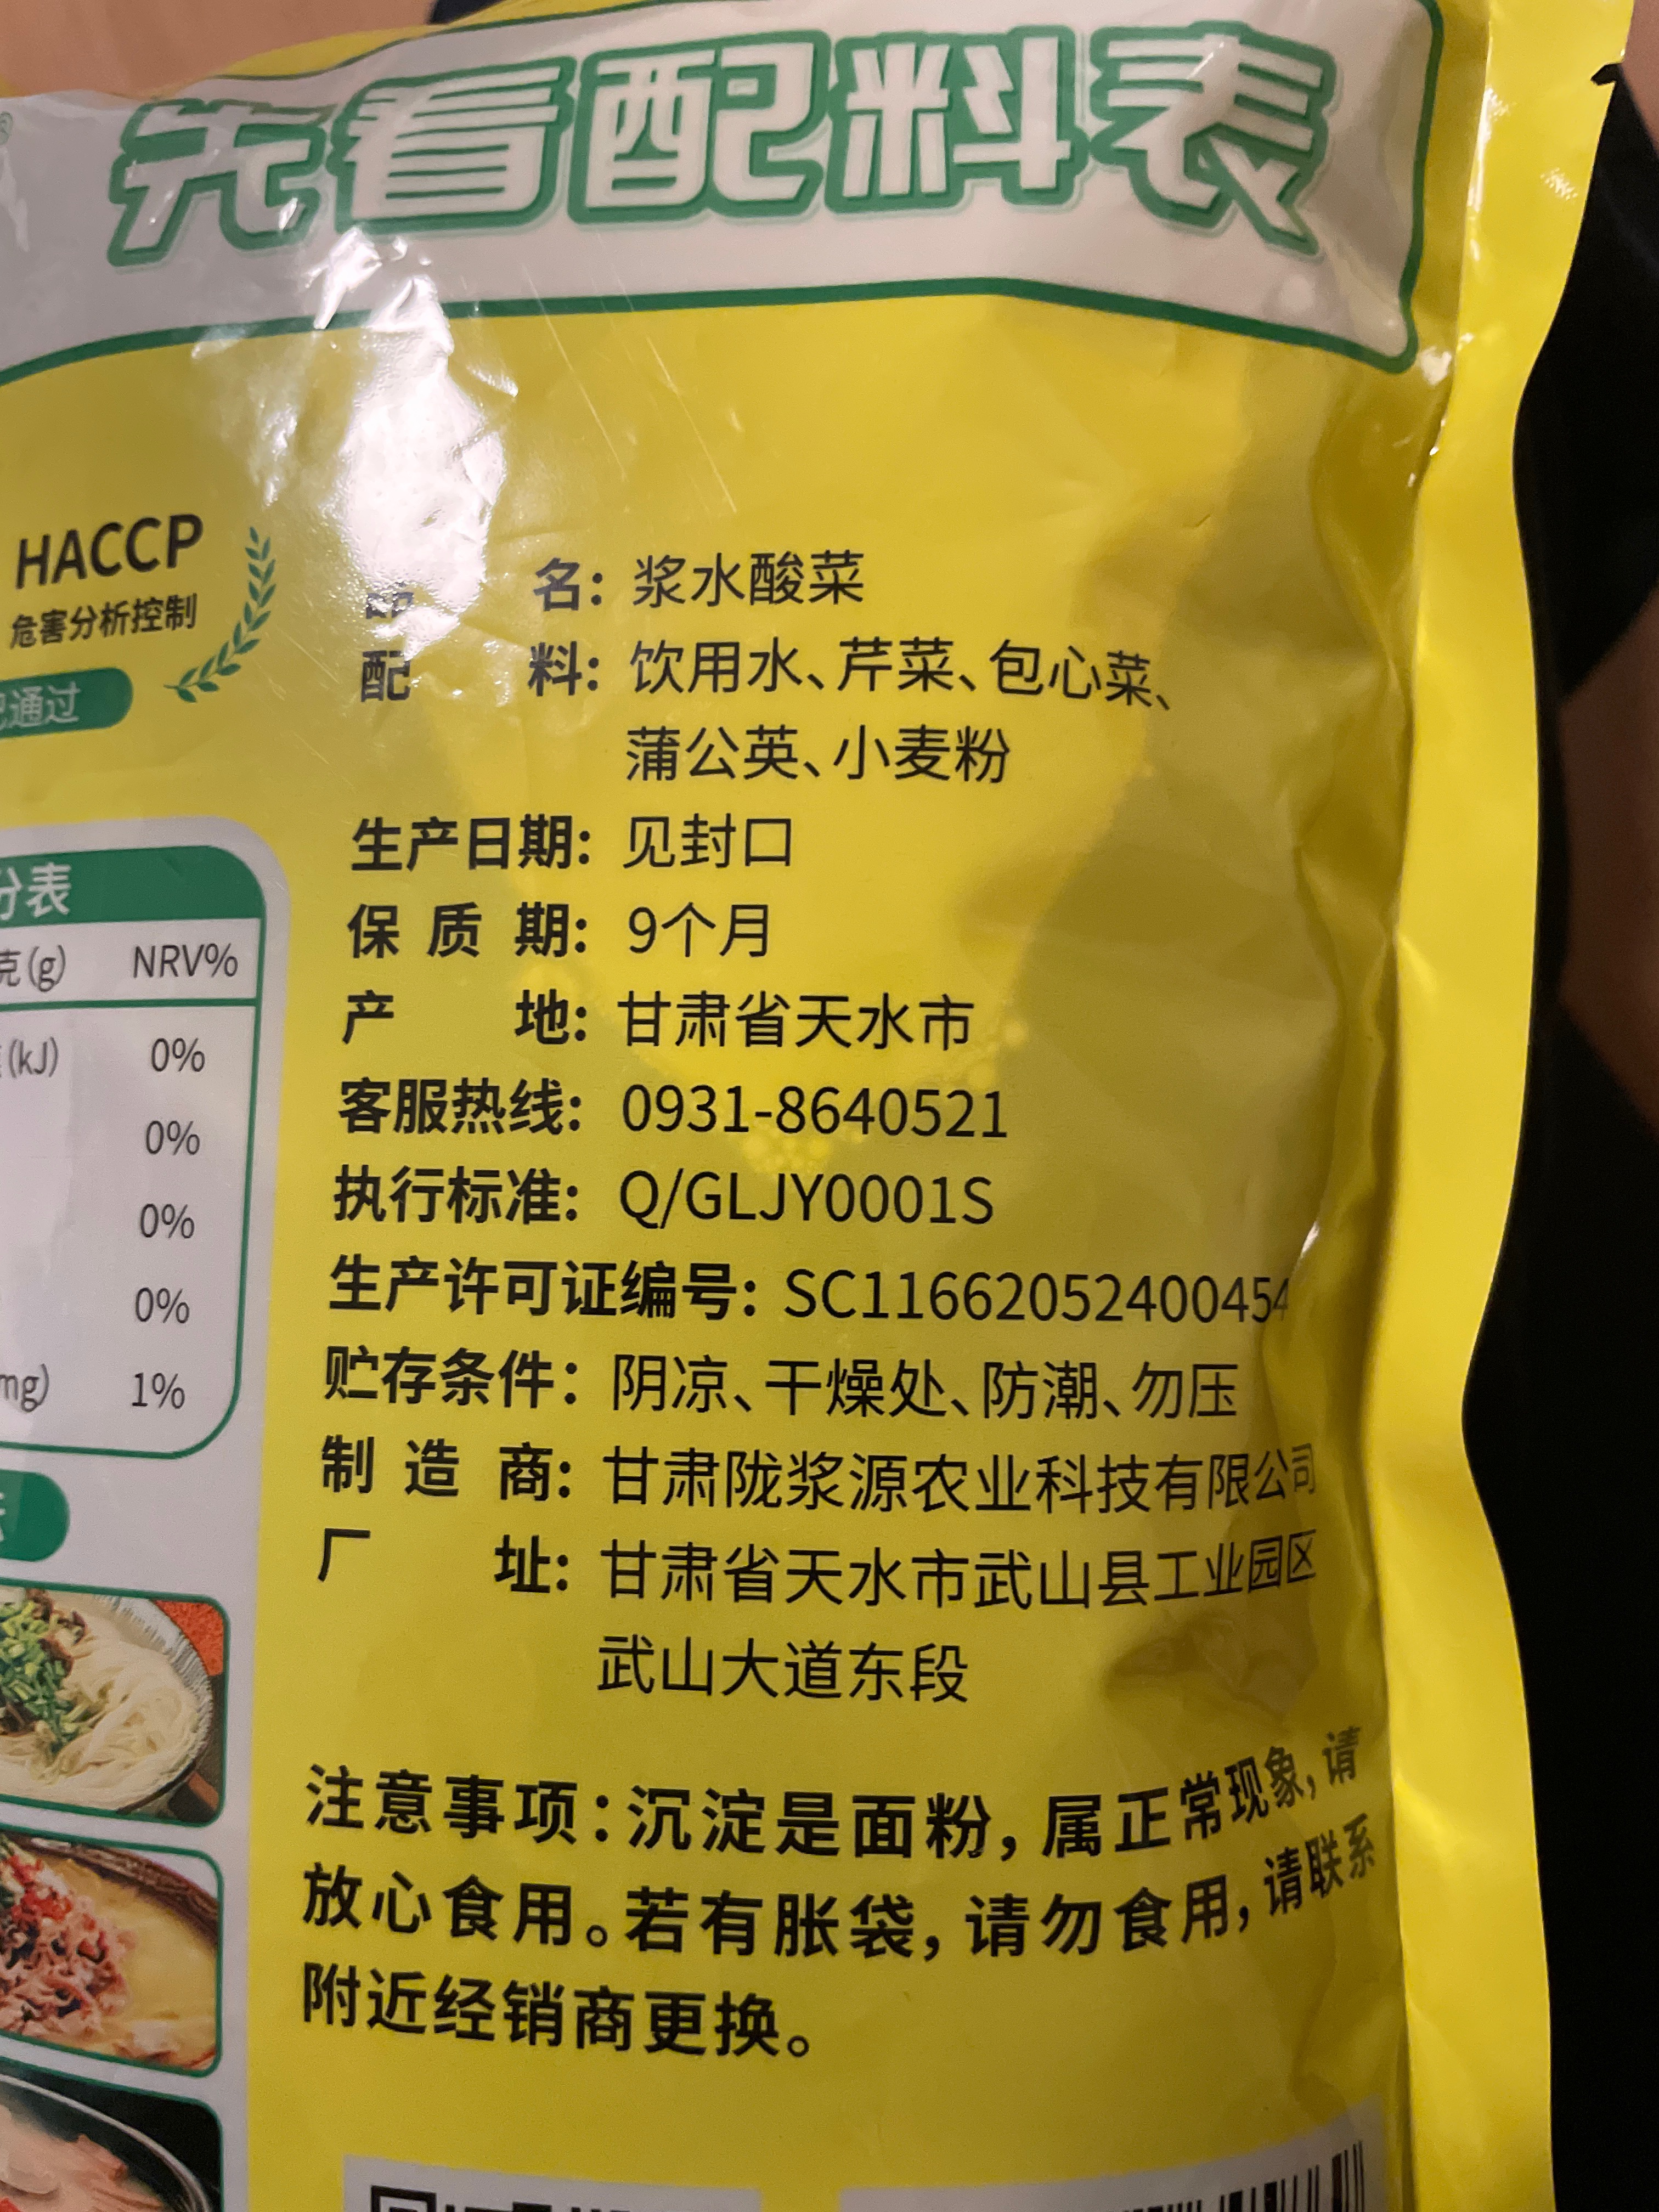 先看配料表
HACCP
危害分析控制
通过
品 名: 浆水酸菜
配 料: 饮用水、芹菜、包心菜、
蒲公英、小麦粉
生产日期: 见封口
保质期: 9个月
产 地: 甘肃省天水市
客服热线: 0931-8640521
执行标准: Q/GLJY0001S
生产许可证编号: SC11662052400454
贮存条件: 阴凉、干燥处、防潮、勿压
制造商: 甘肃陇浆源农业科技有限公司
厂 址: 甘肃省天水市武山县工业园区
武山大道东段
注意事项:沉淀是面粉,属正常现象,请
放心食用。若有胀袋,请勿食用,请联系
附近经销商更换。
分表
克(g) NRV%
(kJ) 0%
0%
0%
0%
mg) 1%